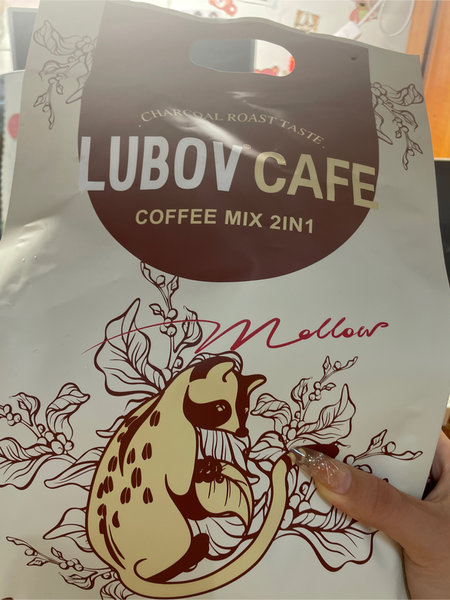 · CHARCOAL ROAST TASTE ·
LUBOV CAFE
COFFEE MIX 2IN1
Mellow